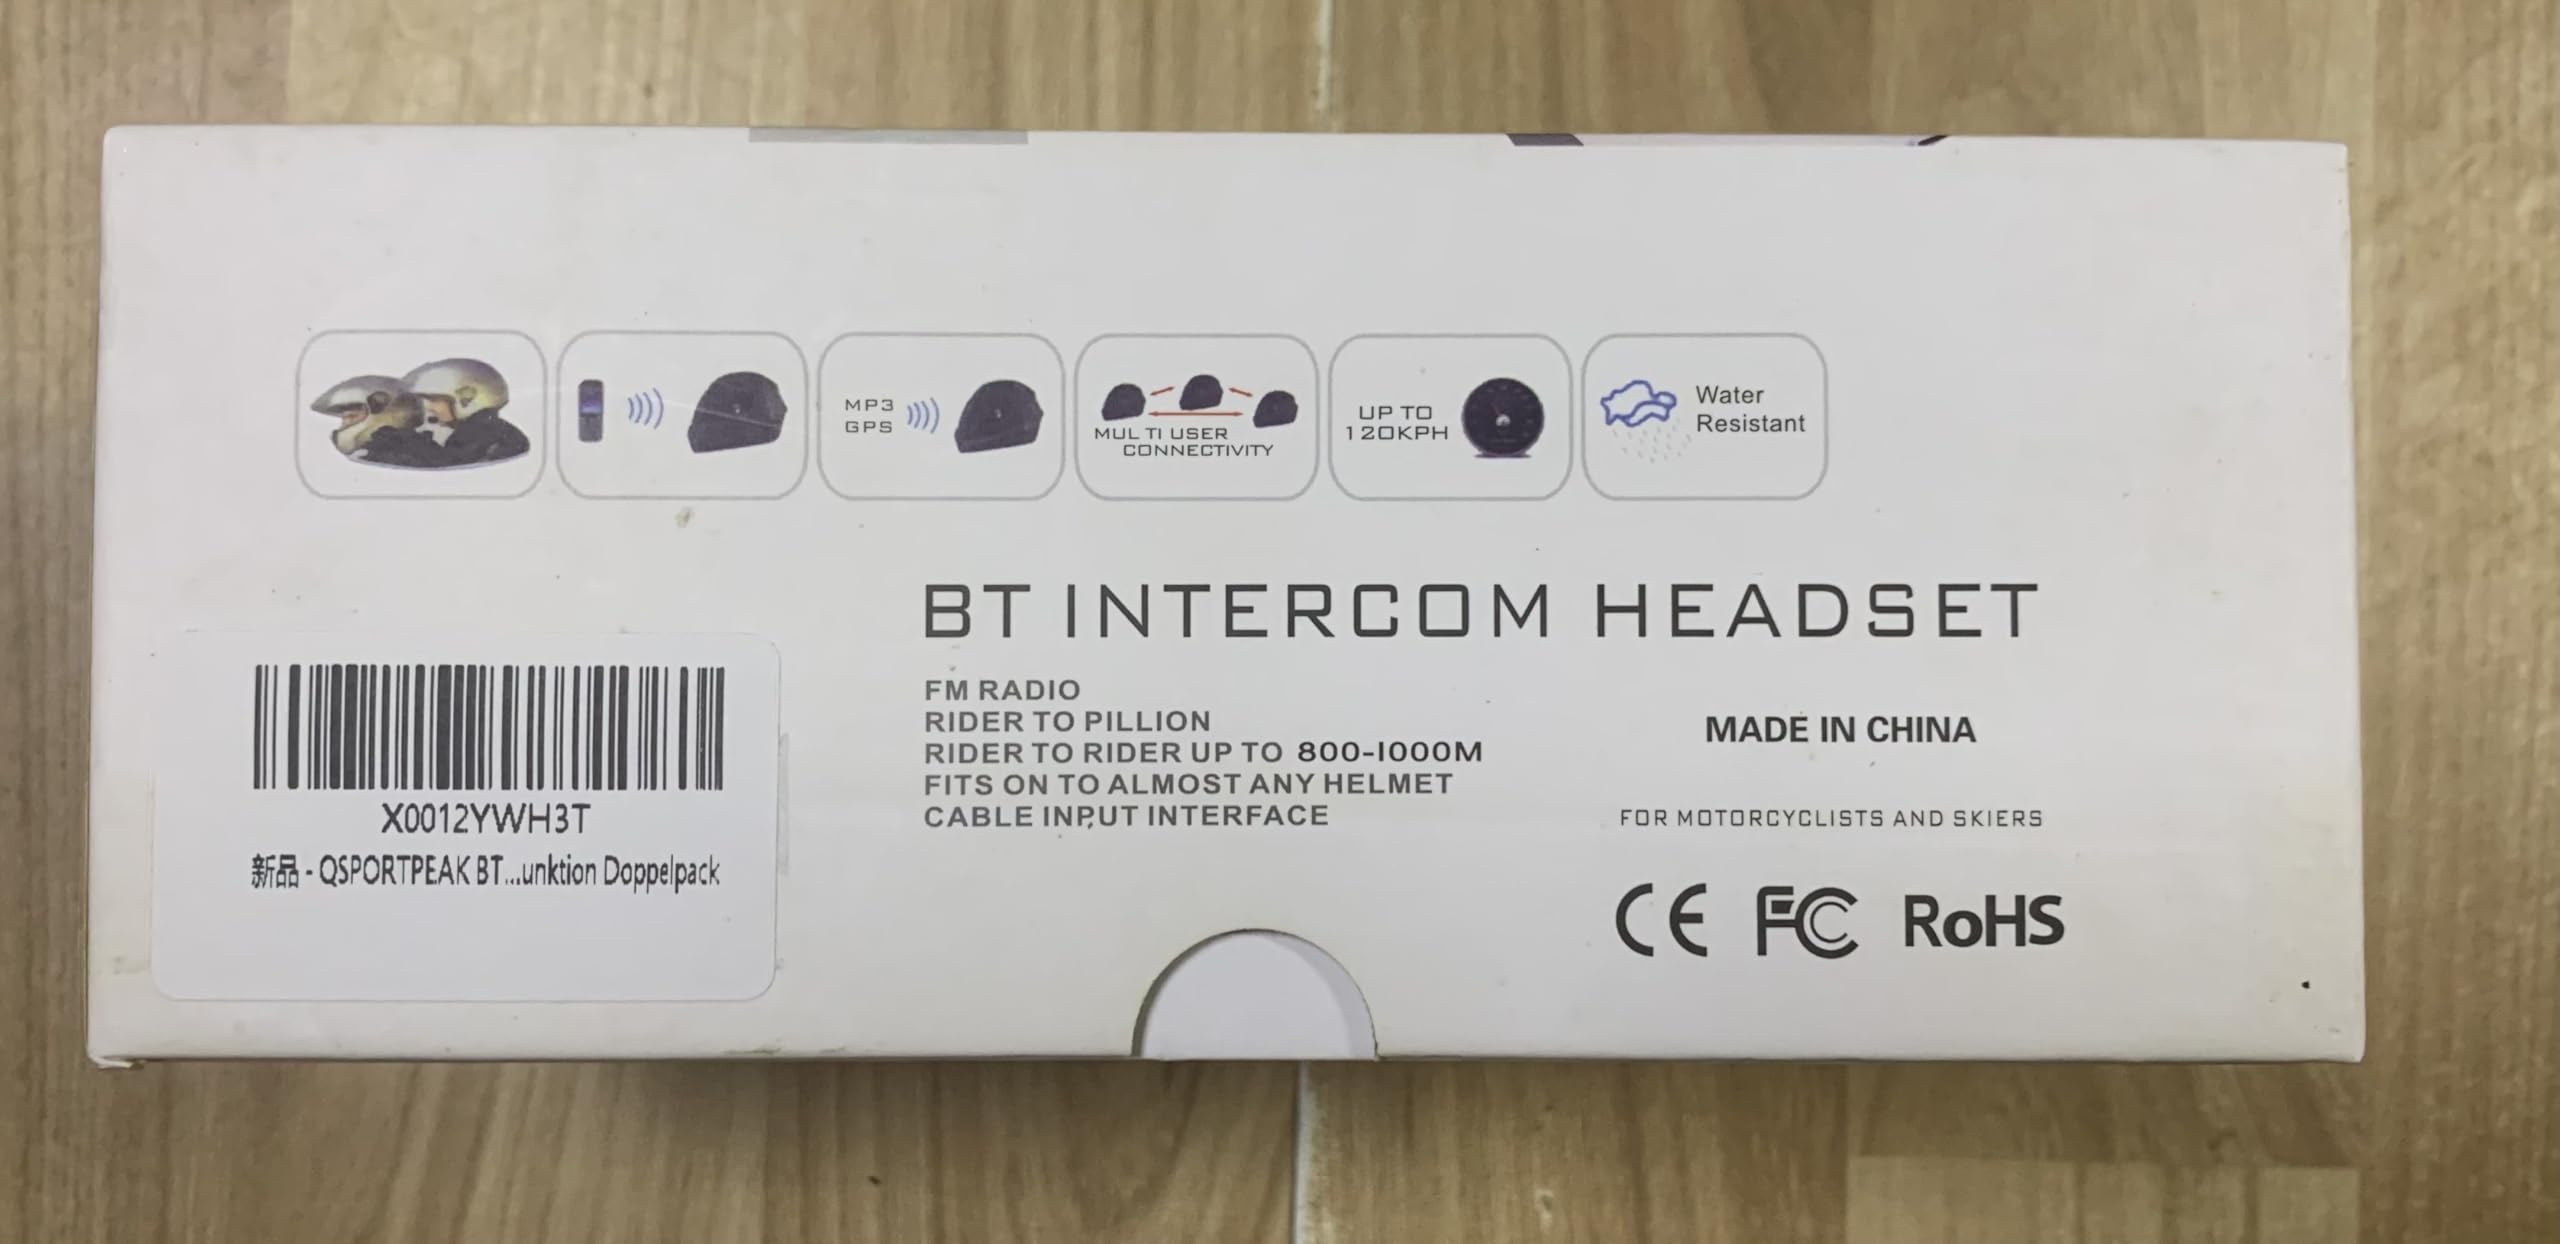 MP3
GPS
MUL TI USER
CONNECTIVITY
UP TO
120KPH
Water
Resistant
BT INTERCOM HEADSET
FM RADIO
RIDER TO PILLION
RIDER TO RIDER UP TO 800-1000M
FITS ON TO ALMOST ANY HELMET
CABLE INPUT INTERFACE
MADE IN CHINA
FOR MOTORCYCLISTS AND SKIERS
CE FC RoHS
X0012YWH3T
新品 - QSPORTPEAK BT...unktion Doppelpack